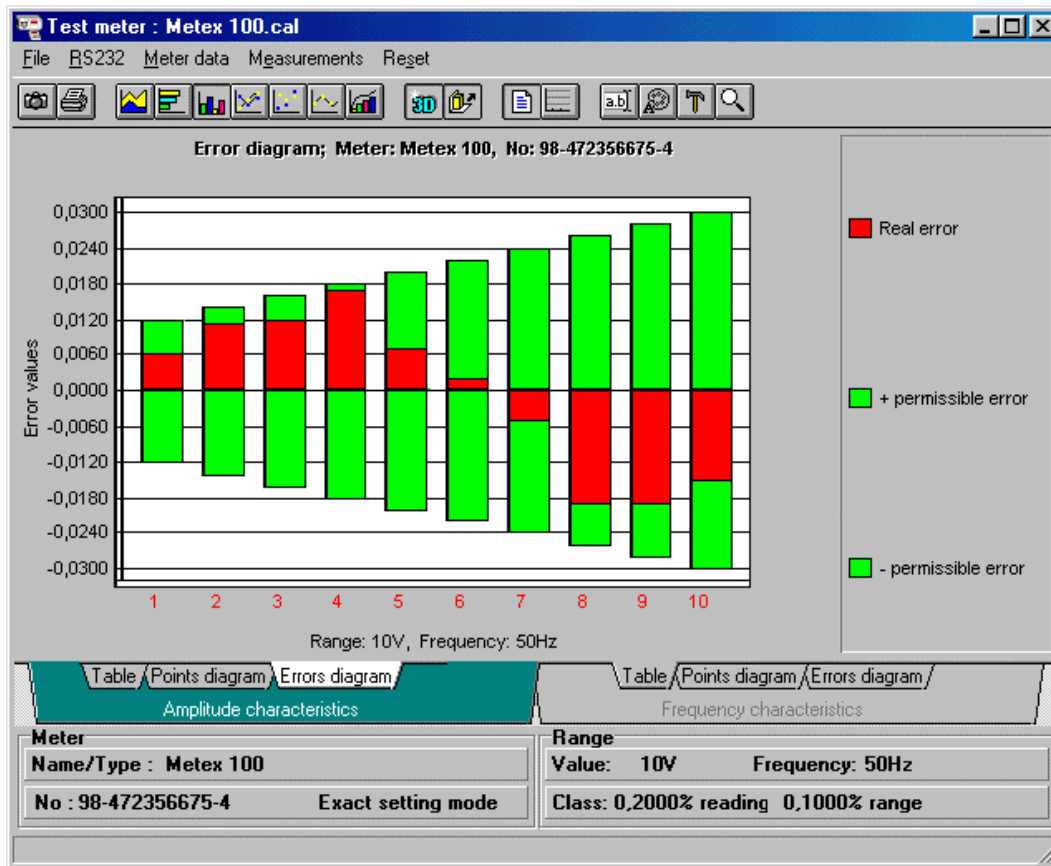 Test meter : Metex 100.cal
File RS232 Meter data Measurements Reset
3D a.b
Error diagram; Meter: Metex 100, No: 98-472356675-4
Error values
0,0300
0,0240
0,0180
0,0120
0,0060
0,0000
-0,0060
-0,0120
-0,0180
-0,0240
-0,0300
1 2 3 4 5 6 7 8 9 10
Range: 10V, Frequency: 50Hz
Real error
+ permissible error
- permissible error
Table Points diagram Errors diagram
Amplitude characteristics
Table Points diagram Errors diagram
Frequency characteristics
Meter
Name/Type : Metex 100
No : 98-472356675-4 Exact setting mode
Range
Value: 10V Frequency: 50Hz
Class: 0,2000% reading 0,1000% range